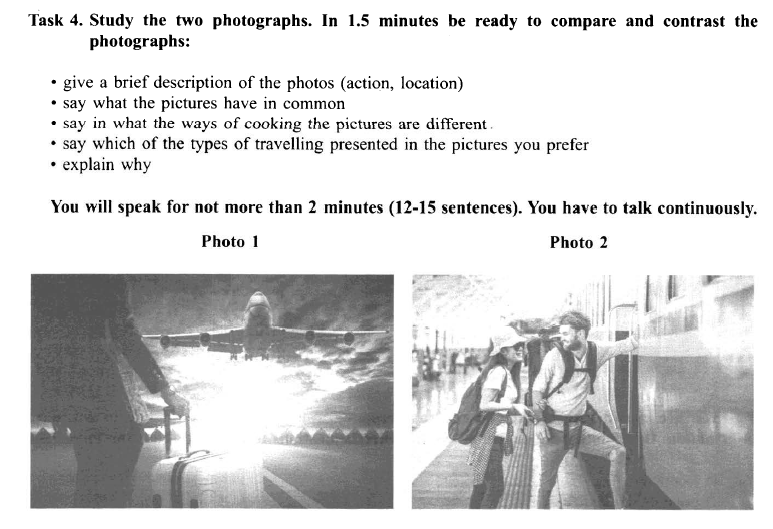 Task 4. Study the two photographs. In 1.5 minutes be ready to compare and contrast the
photographs:
• give a brief description of the photos (action, location)
• say what the pictures have in common
• say in what the ways of cooking the pictures are different.
• say which of the types of travelling presented in the pictures you prefer
• explain why
You will speak for not more than 2 minutes (12-15 sentences). You have to talk continuously.
Photo 1
Photo 2